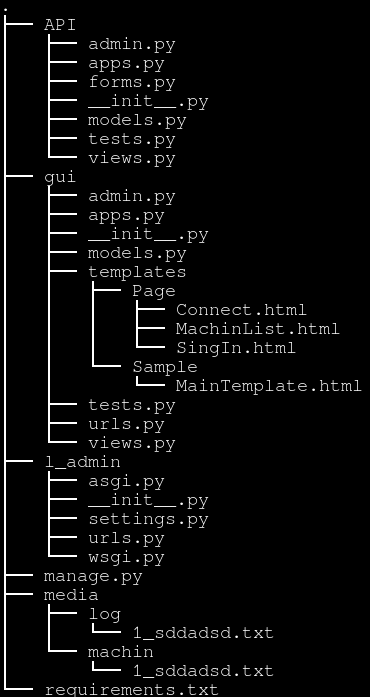 .
API
admin.py
apps.py
forms.py
__init__.py
models.py
tests.py
views.py
gui
admin.py
apps.py
__init__.py
models.py
templates
Page
Connect.html
MachinList.html
SingIn.html
Sample
MainTemplate.html
tests.py
urls.py
views.py
l_admin
asgi.py
__init__.py
settings.py
urls.py
wsgi.py
manage.py
media
log
1_sddadsd.txt
machin
1_sddadsd.txt
requirements.txt